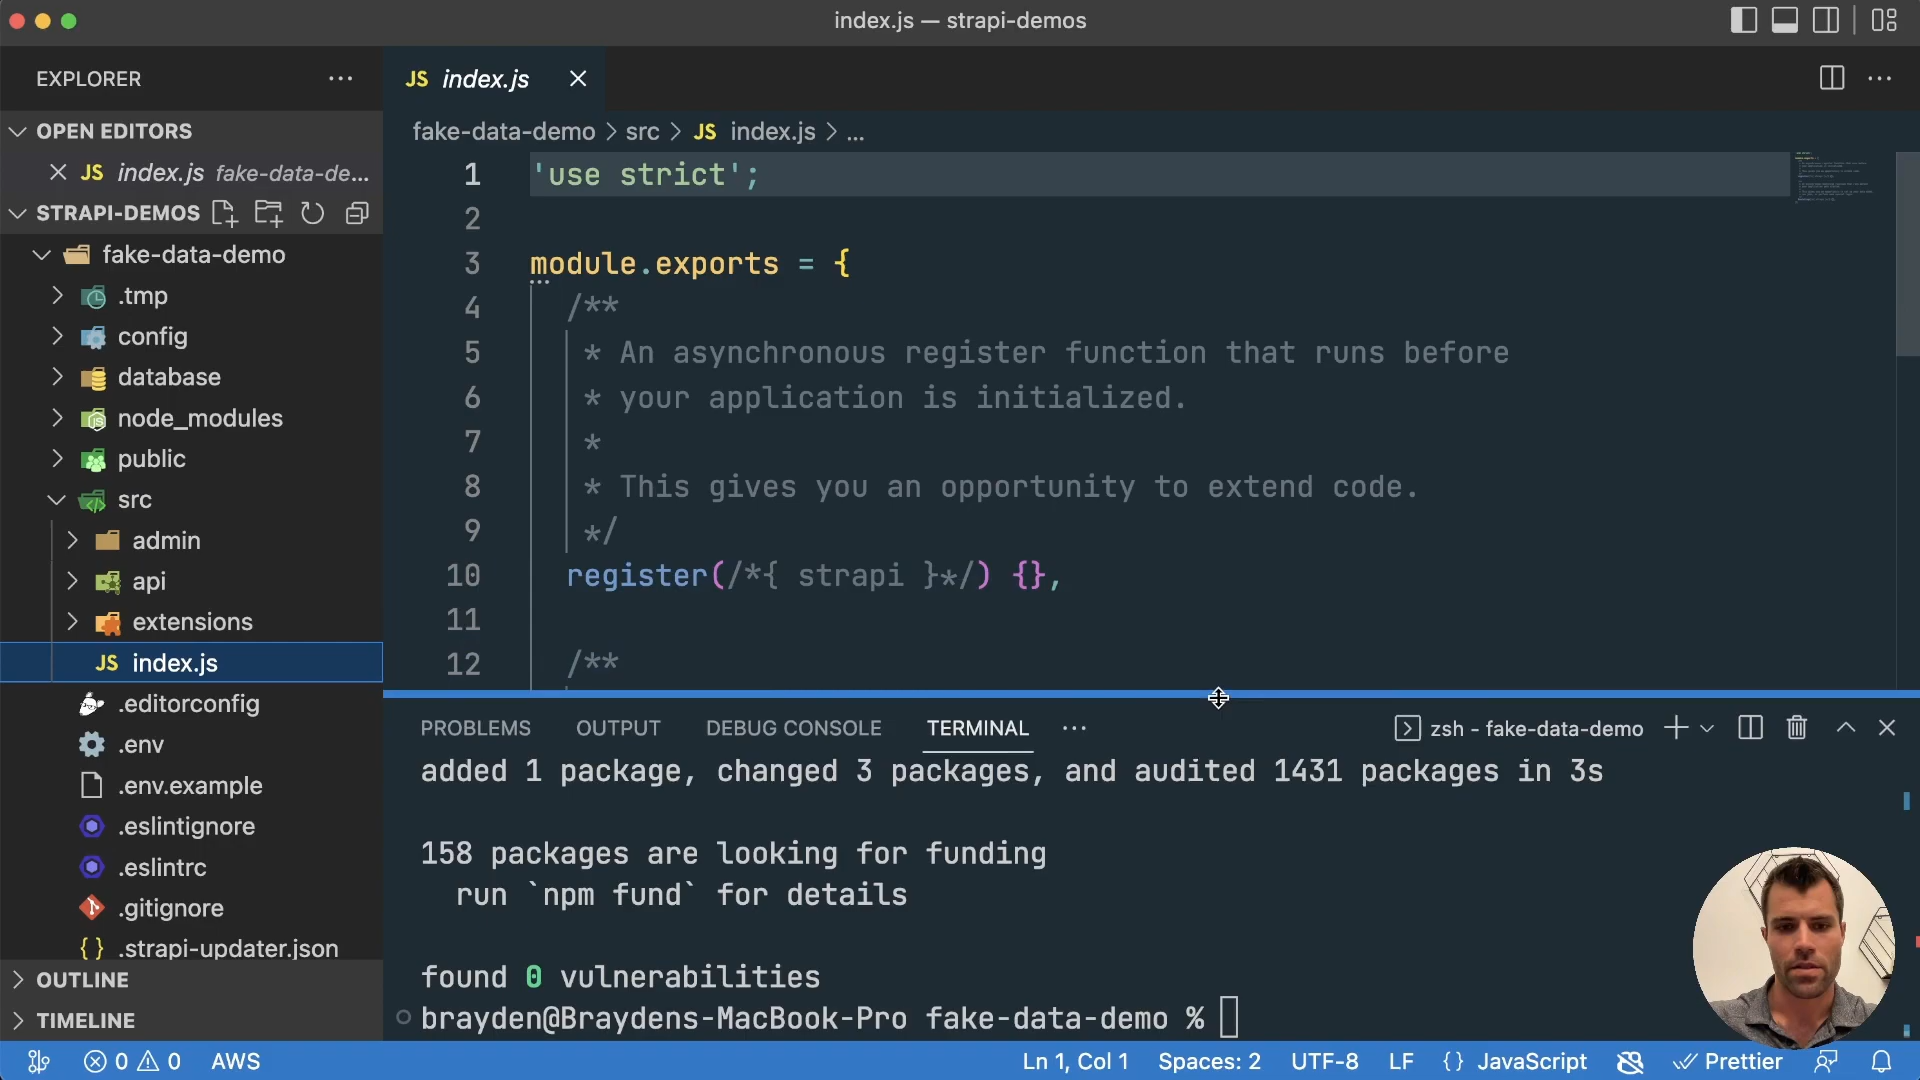 index.js — strapi-demos
EXPLORER
JS index.js
OPEN EDITORS
JS index.js fake-data-de...
STRAPI-DEMOS
fake-data-demo
.tmp
config
database
node_modules
public
src
admin
api
extensions
JS index.js
.editorconfig
.env
.env.example
.eslintignore
.eslintrc
.gitignore
{ } .strapi-updater.json
OUTLINE
TIMELINE
fake-data-demo > src > JS index.js > ...
1 'use strict';
2
3 module.exports = {
4 /**
5 * An asynchronous register function that runs before
6 * your application is initialized.
7 *
8 * This gives you an opportunity to extend code.
9 */
10 register(/*{ strapi }*/) {},
11
12 /**
PROBLEMS OUTPUT DEBUG CONSOLE TERMINAL ... zsh - fake-data-demo
added 1 package, changed 3 packages, and audited 1431 packages in 3s
158 packages are looking for funding
run `npm fund` for details
found 0 vulnerabilities
brayden@Braydens-MacBook-Pro fake-data-demo %
0 0 AWS Ln 1, Col 1 Spaces: 2 UTF-8 LF { } JavaScript Prettier